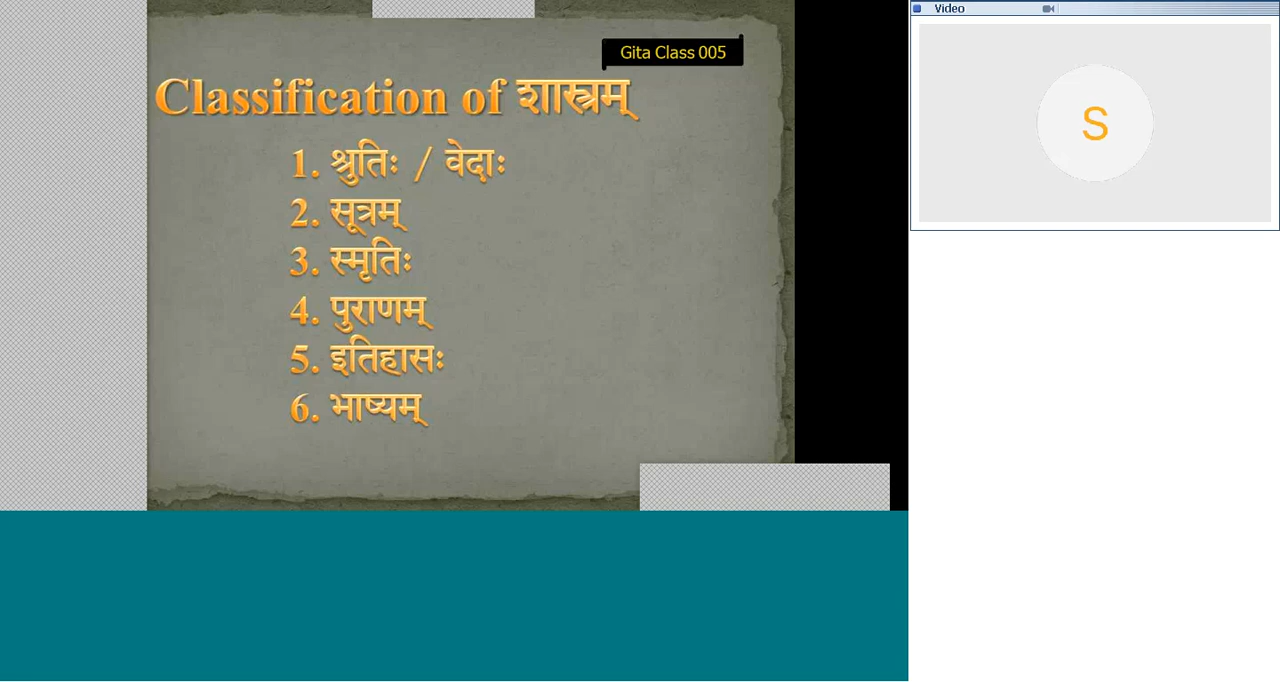 Gita Class 005
Classification of शास्त्रम्
1. श्रुतिः / वेदाः
2. सूत्रम्
3. स्मृतिः
4. पुराणम्
5. इतिहासः
6. भाष्यम्
Video
S